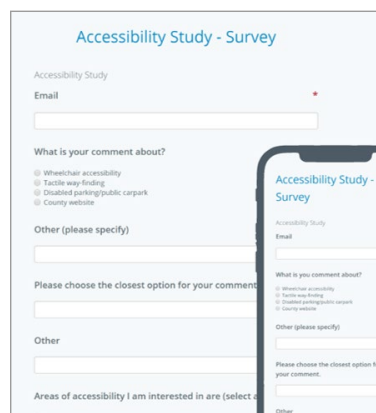 Accessibility Study - Survey
Accessibility Study
Email *
What is your comment about?
Wheelchair accessibility
Tactile way-finding
Disabled parking/public carpark
County website
Other (please specify)
Please choose the closest option for your comment
Other
Areas of accessibility I am interested in are (select a
Accessibility Study -
Survey
Accessibility Study
Email
What is you comment about?
Wheelchair accessibility
Tactile way-finding
Disabled parking/public carpark
County website
Other (please specify)
Please choose the closest option f
your comment.
Other